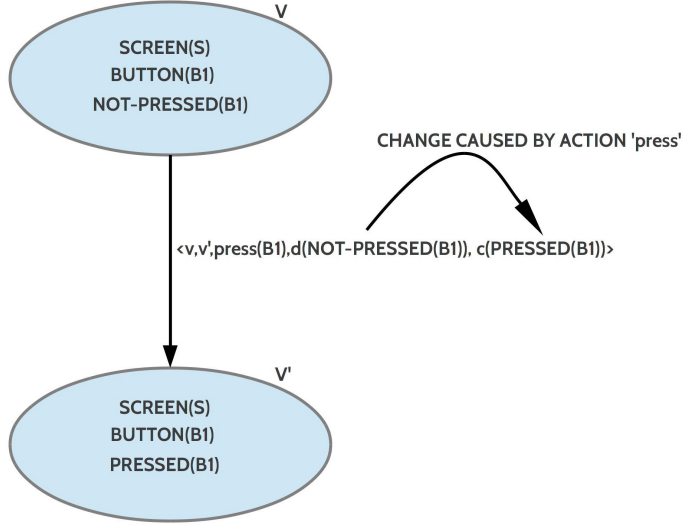 V
SCREEN(S)
BUTTON(B1)
NOT-PRESSED(B1)
CHANGE CAUSED BY ACTION 'press'
<v,v',press(B1),d(NOT-PRESSED(B1)), c(PRESSED(B1))>
V'
SCREEN(S)
BUTTON(B1)
PRESSED(B1)